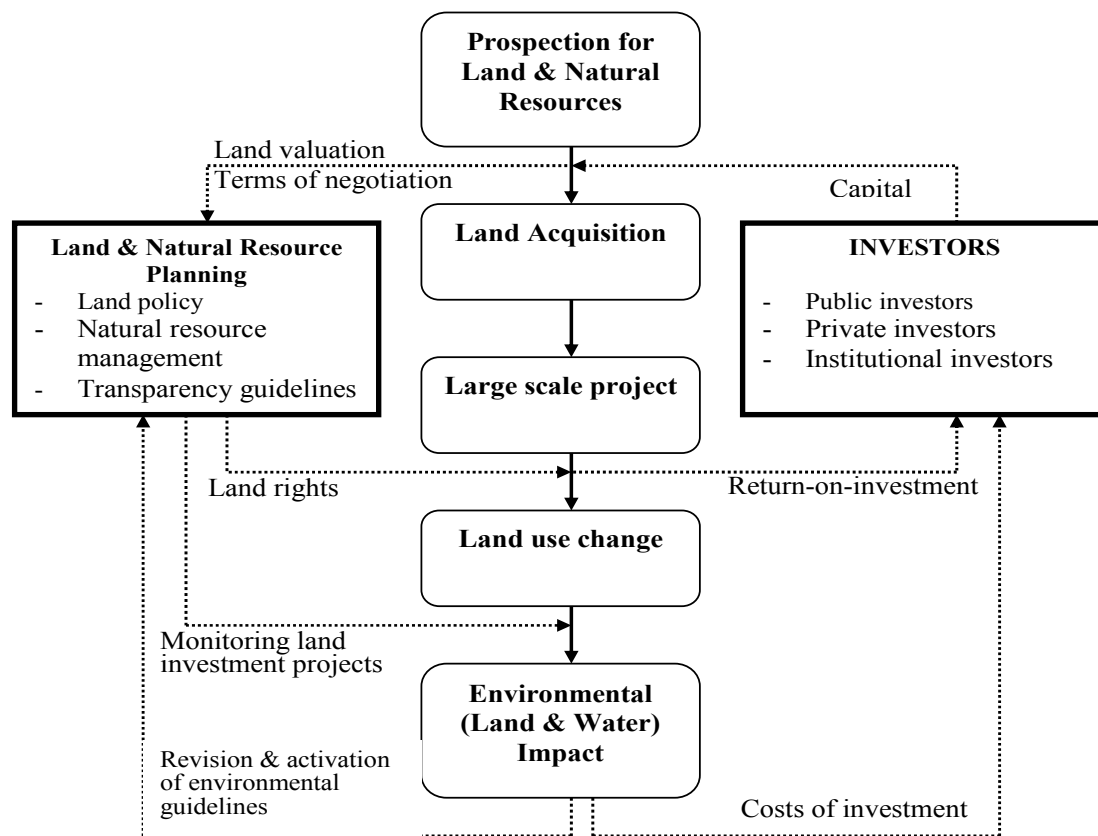 Prospection for
Land & Natural
Resources
Land valuation
Terms of negotiation
Capital
Land & Natural Resource
Planning
- Land policy
- Natural resource
management
- Transparency guidelines
Land Acquisition
INVESTORS
- Public investors
- Private investors
- Institutional investors
Large scale project
Land rights
Return-on-investment
Land use change
Monitoring land
investment projects
Environmental
(Land & Water)
Impact
Revision & activation
of environmental
guidelines
Costs of investment